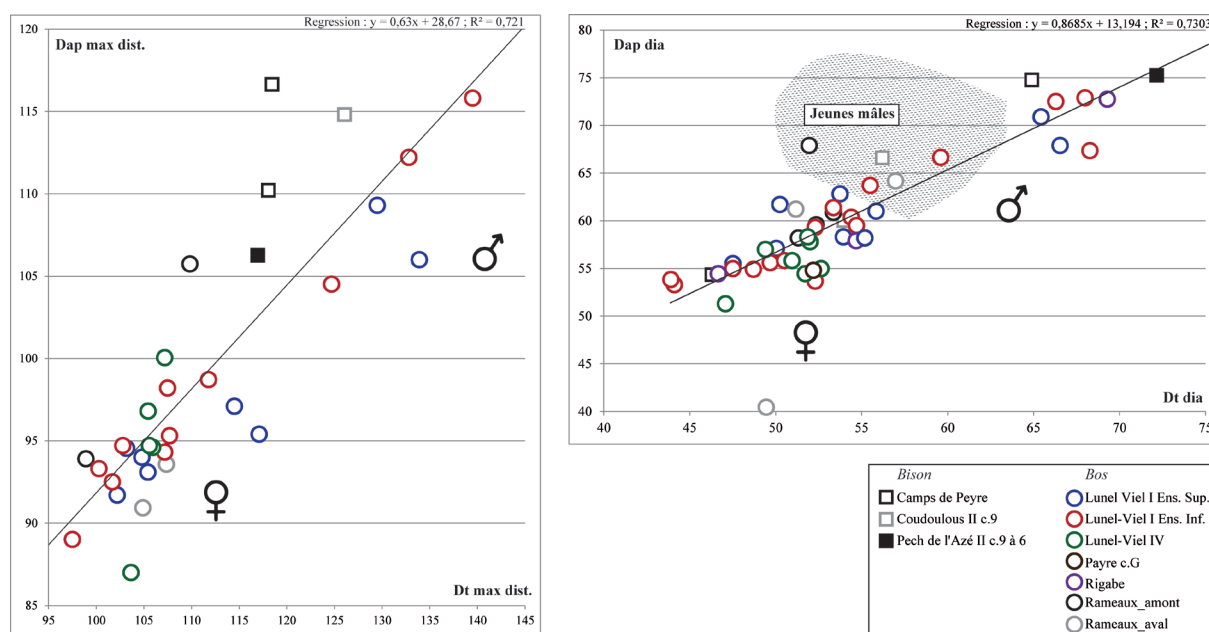 Regression : y = 0,63x + 28,67 ; R² = 0,721
Dap max dist.
120
115
110
105
100
95
90
85
♂
♀
Dt max dist.
95 100 105 110 115 120 125 130 135 140 145
Regression : y = 0,8685x + 13,194 ; R² = 0,7303
Dap dia
80
75
70
65
60
55
50
45
40
Jeunes mâles
♂
♀
Dt dia
40 45 50 55 60 65 70 75
Bison
Camps de Peyre
Coudoulous II c.9
Pech de l'Azé II c.9 à 6
Bos
Lunel Viel I Ens. Sup.
Lunel-Viel I Ens. Inf.
Lunel-Viel IV
Payre c.G
Rigabe
Rameaux_amont
Rameaux_aval